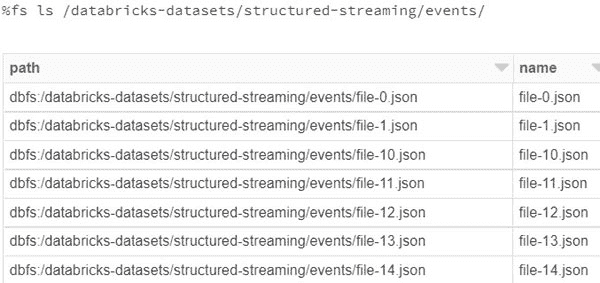 %fs ls /databricks-datasets/structured-streaming/events/
path name
dbfs:/databricks-datasets/structured-streaming/events/file-0.json file-0.json
dbfs:/databricks-datasets/structured-streaming/events/file-1.json file-1.json
dbfs:/databricks-datasets/structured-streaming/events/file-10.json file-10.json
dbfs:/databricks-datasets/structured-streaming/events/file-11.json file-11.json
dbfs:/databricks-datasets/structured-streaming/events/file-12.json file-12.json
dbfs:/databricks-datasets/structured-streaming/events/file-13.json file-13.json
dbfs:/databricks-datasets/structured-streaming/events/file-14.json file-14.json